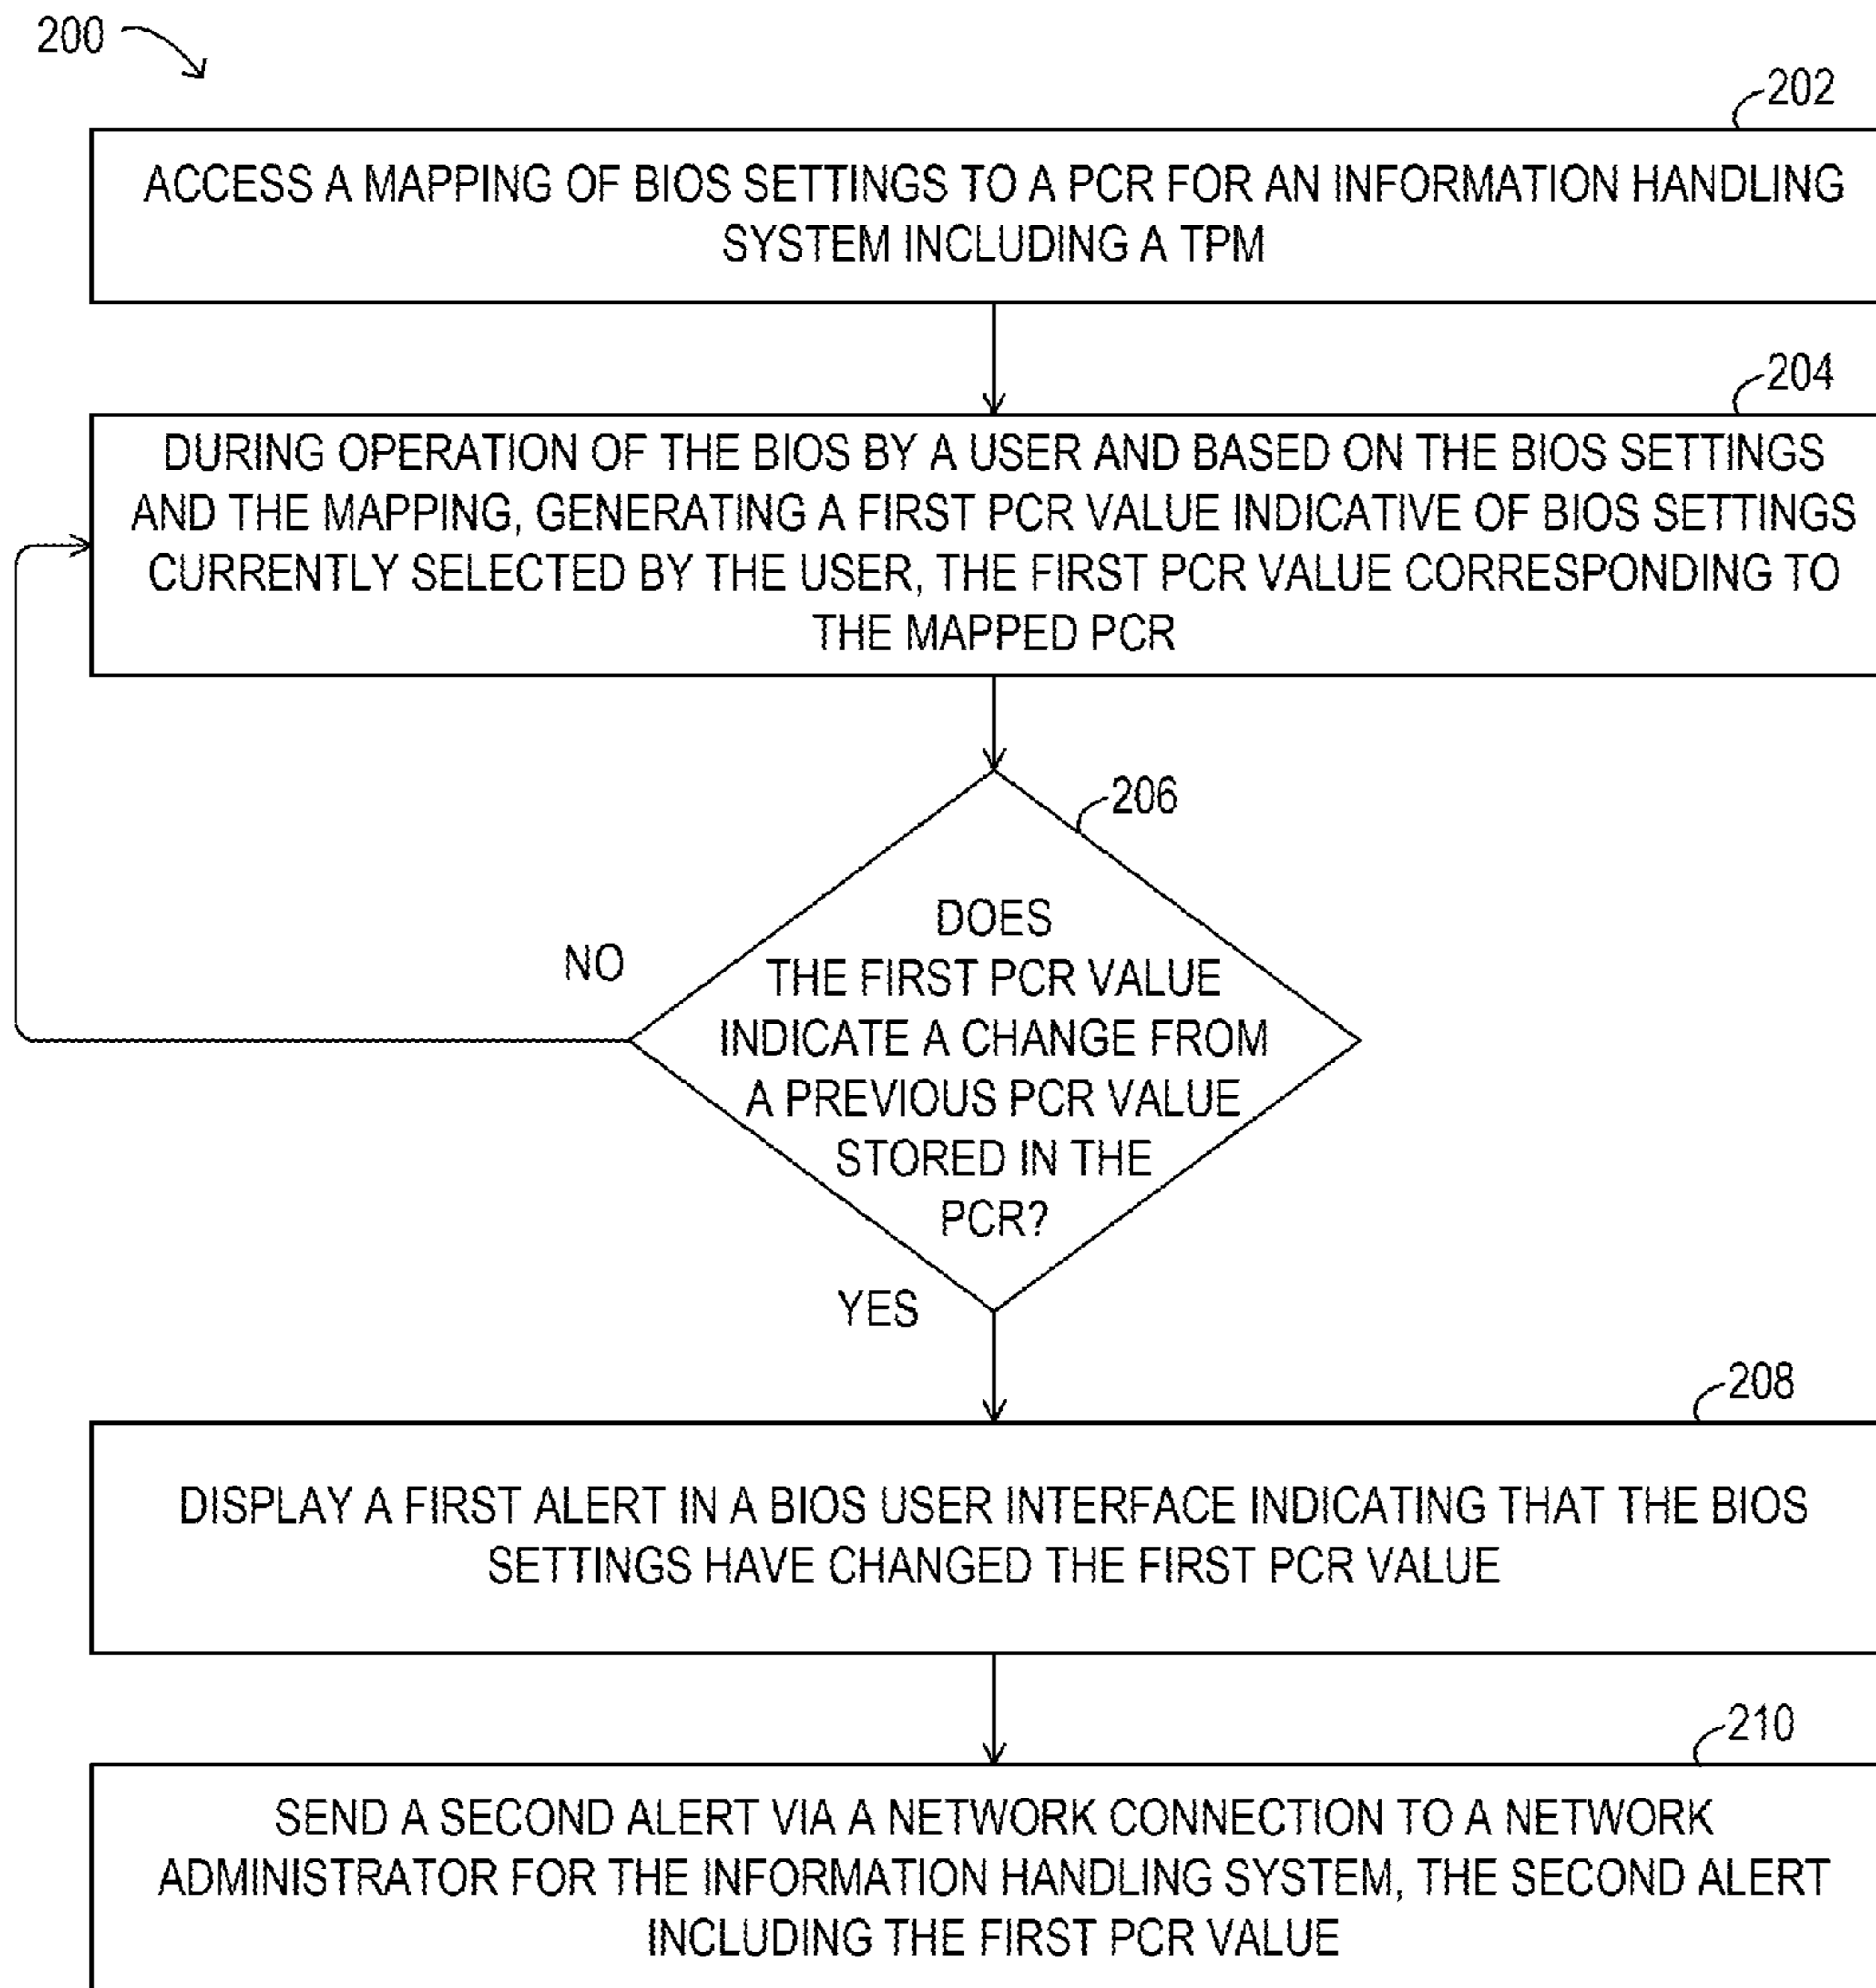 200
202
ACCESS A MAPPING OF BIOS SETTINGS TO A PCR FOR AN INFORMATION HANDLING
SYSTEM INCLUDING A TPM
204
DURING OPERATION OF THE BIOS BY A USER AND BASED ON THE BIOS SETTINGS
AND THE MAPPING, GENERATING A FIRST PCR VALUE INDICATIVE OF BIOS SETTINGS
CURRENTLY SELECTED BY THE USER, THE FIRST PCR VALUE CORRESPONDING TO
THE MAPPED PCR
206
DOES
THE FIRST PCR VALUE
INDICATE A CHANGE FROM
A PREVIOUS PCR VALUE
STORED IN THE
PCR?
NO
YES
208
DISPLAY A FIRST ALERT IN A BIOS USER INTERFACE INDICATING THAT THE BIOS
SETTINGS HAVE CHANGED THE FIRST PCR VALUE
210
SEND A SECOND ALERT VIA A NETWORK CONNECTION TO A NETWORK
ADMINISTRATOR FOR THE INFORMATION HANDLING SYSTEM, THE SECOND ALERT
INCLUDING THE FIRST PCR VALUE